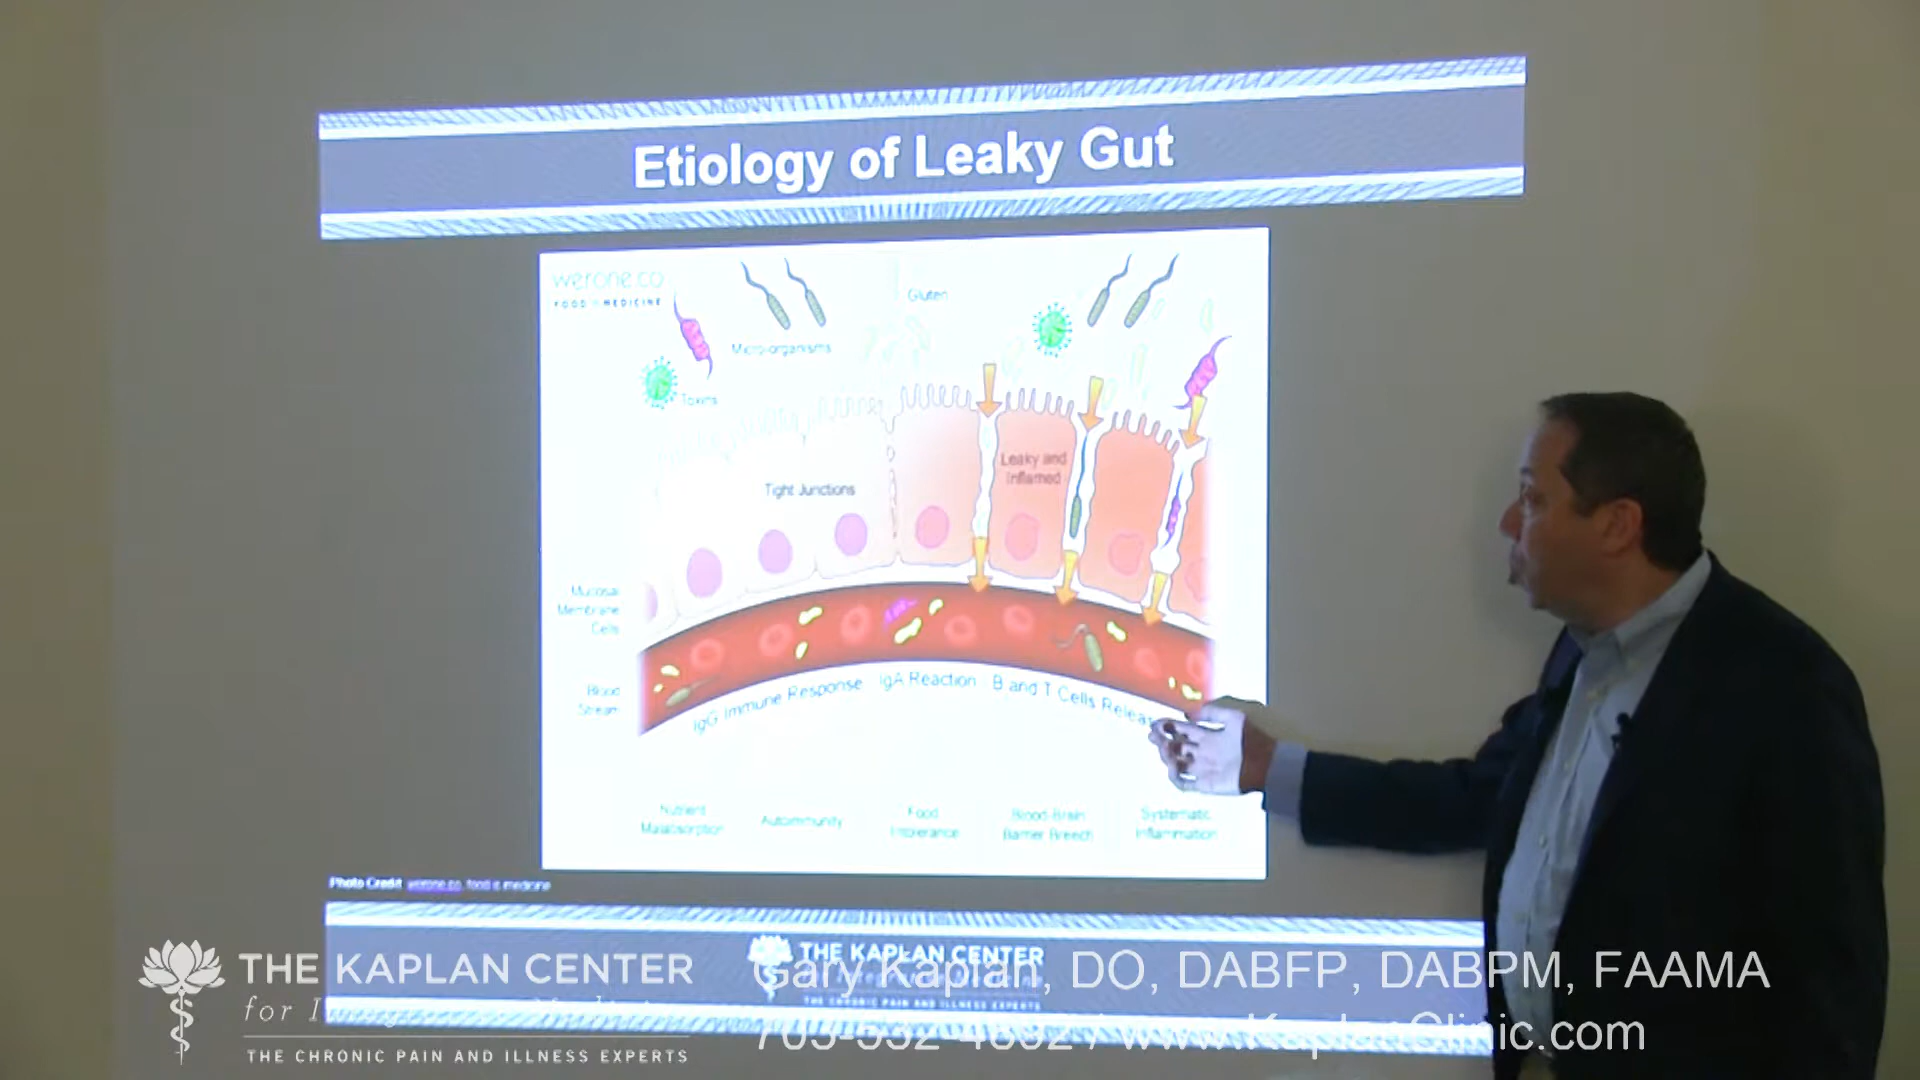 Etiology of Leaky Gut
werone.co
FOOD IS MEDICINE
Gluten
Micro-organisms
Toxins
Leaky and
Inflamed
Tight Junctions
Mucosal
Membrane
Cells
Blood
Stream
IgG Immune Response IgA Reaction B and T Cells Relea
Nutrient
Malabsorption
Autoimmunity
Food
Intolerance
Blood-Brain
Barrier Breech
Systematic
Inflammation
Photo Credit: werone.co, food is medicine
THE KAPLAN CENTER
THE CHRONIC PAIN AND ILLNESS EXPERTS
THE KAPLAN CENTER
for
THE CHRONIC PAIN AND ILLNESS EXPERTS
Gary Kaplan, DO, DABFP, DABPM, FAAMA
703-532-4892 / www.KaplanClinic.com